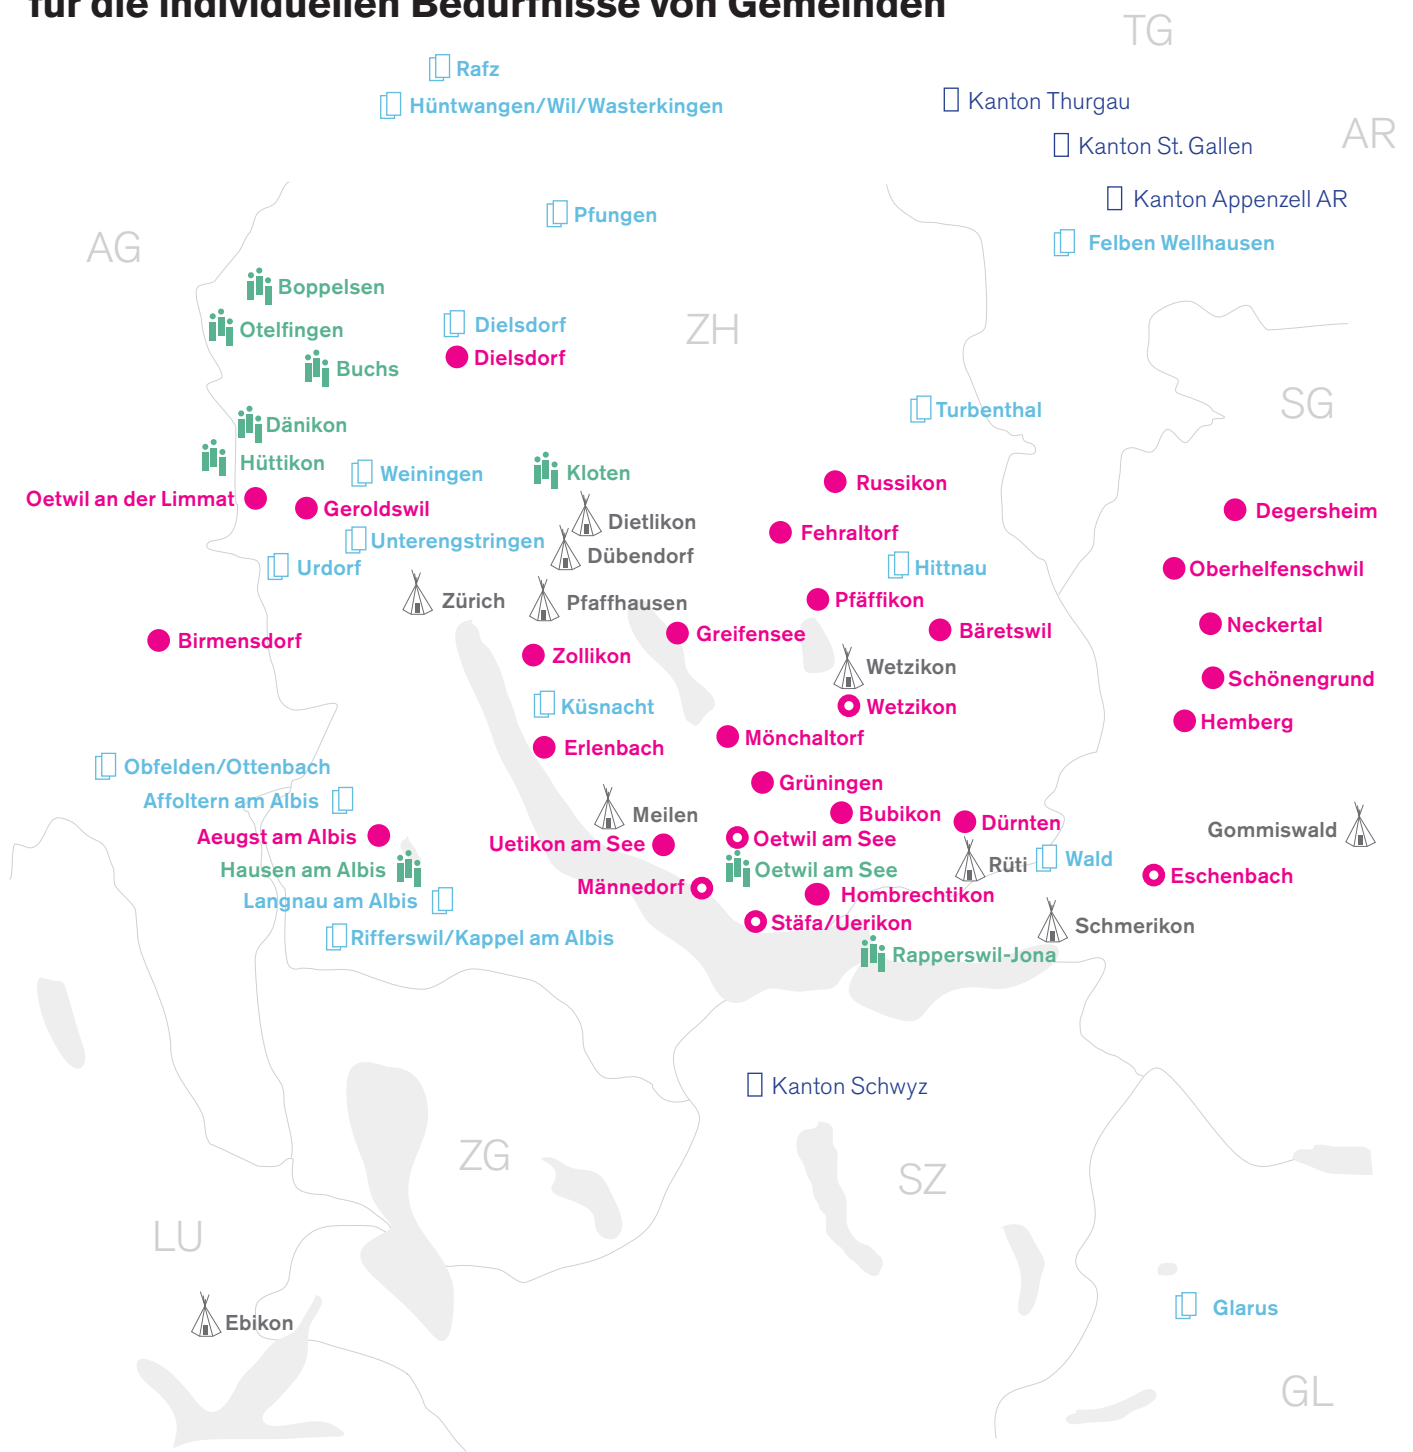 für die individuellen Bedürfnisse von Gemeinden
TG
Rafz
Kanton Thurgau
Hüntwangen/Wil/Wasterkingen
AR
Kanton St. Gallen
Kanton Appenzell AR
Pfungen
AG
Felben Wellhausen
Boppelsen
Otelfingen
Dielsdorf
ZH
Dielsdorf
Buchs
SG
Turbenthal
Dänikon
Hüttikon
Weiningen
Kloten
Russikon
Oetwil an der Limmat
Geroldswil
Degersheim
Dietlikon
Fehraltorf
Unterengstringen
Dübendorf
Urdorf
Hittnau
Oberhelfenschwil
Zürich
Pfaffhausen
Pfäffikon
Neckertal
Greifensee
Bäretswil
Birmensdorf
Zollikon
Wetzikon
Schönengrund
Küsnacht
Wetzikon
Hemberg
Mönchaltorf
Erlenbach
Obfelden/Ottenbach
Grüningen
Affoltern am Albis
Meilen
Bubikon
Dürnten
Gommiswald
Aeugst am Albis
Uetikon am See
Oetwil am See
Wald
Rüti
Hausen am Albis
Oetwil am See
Eschenbach
Männedorf
Hombrechtikon
Langnau am Albis
Stäfa/Uerikon
Schmerikon
Rifferswil/Kappel am Albis
Rapperswil-Jona
Kanton Schwyz
ZG
SZ
LU
Glarus
Ebikon
GL